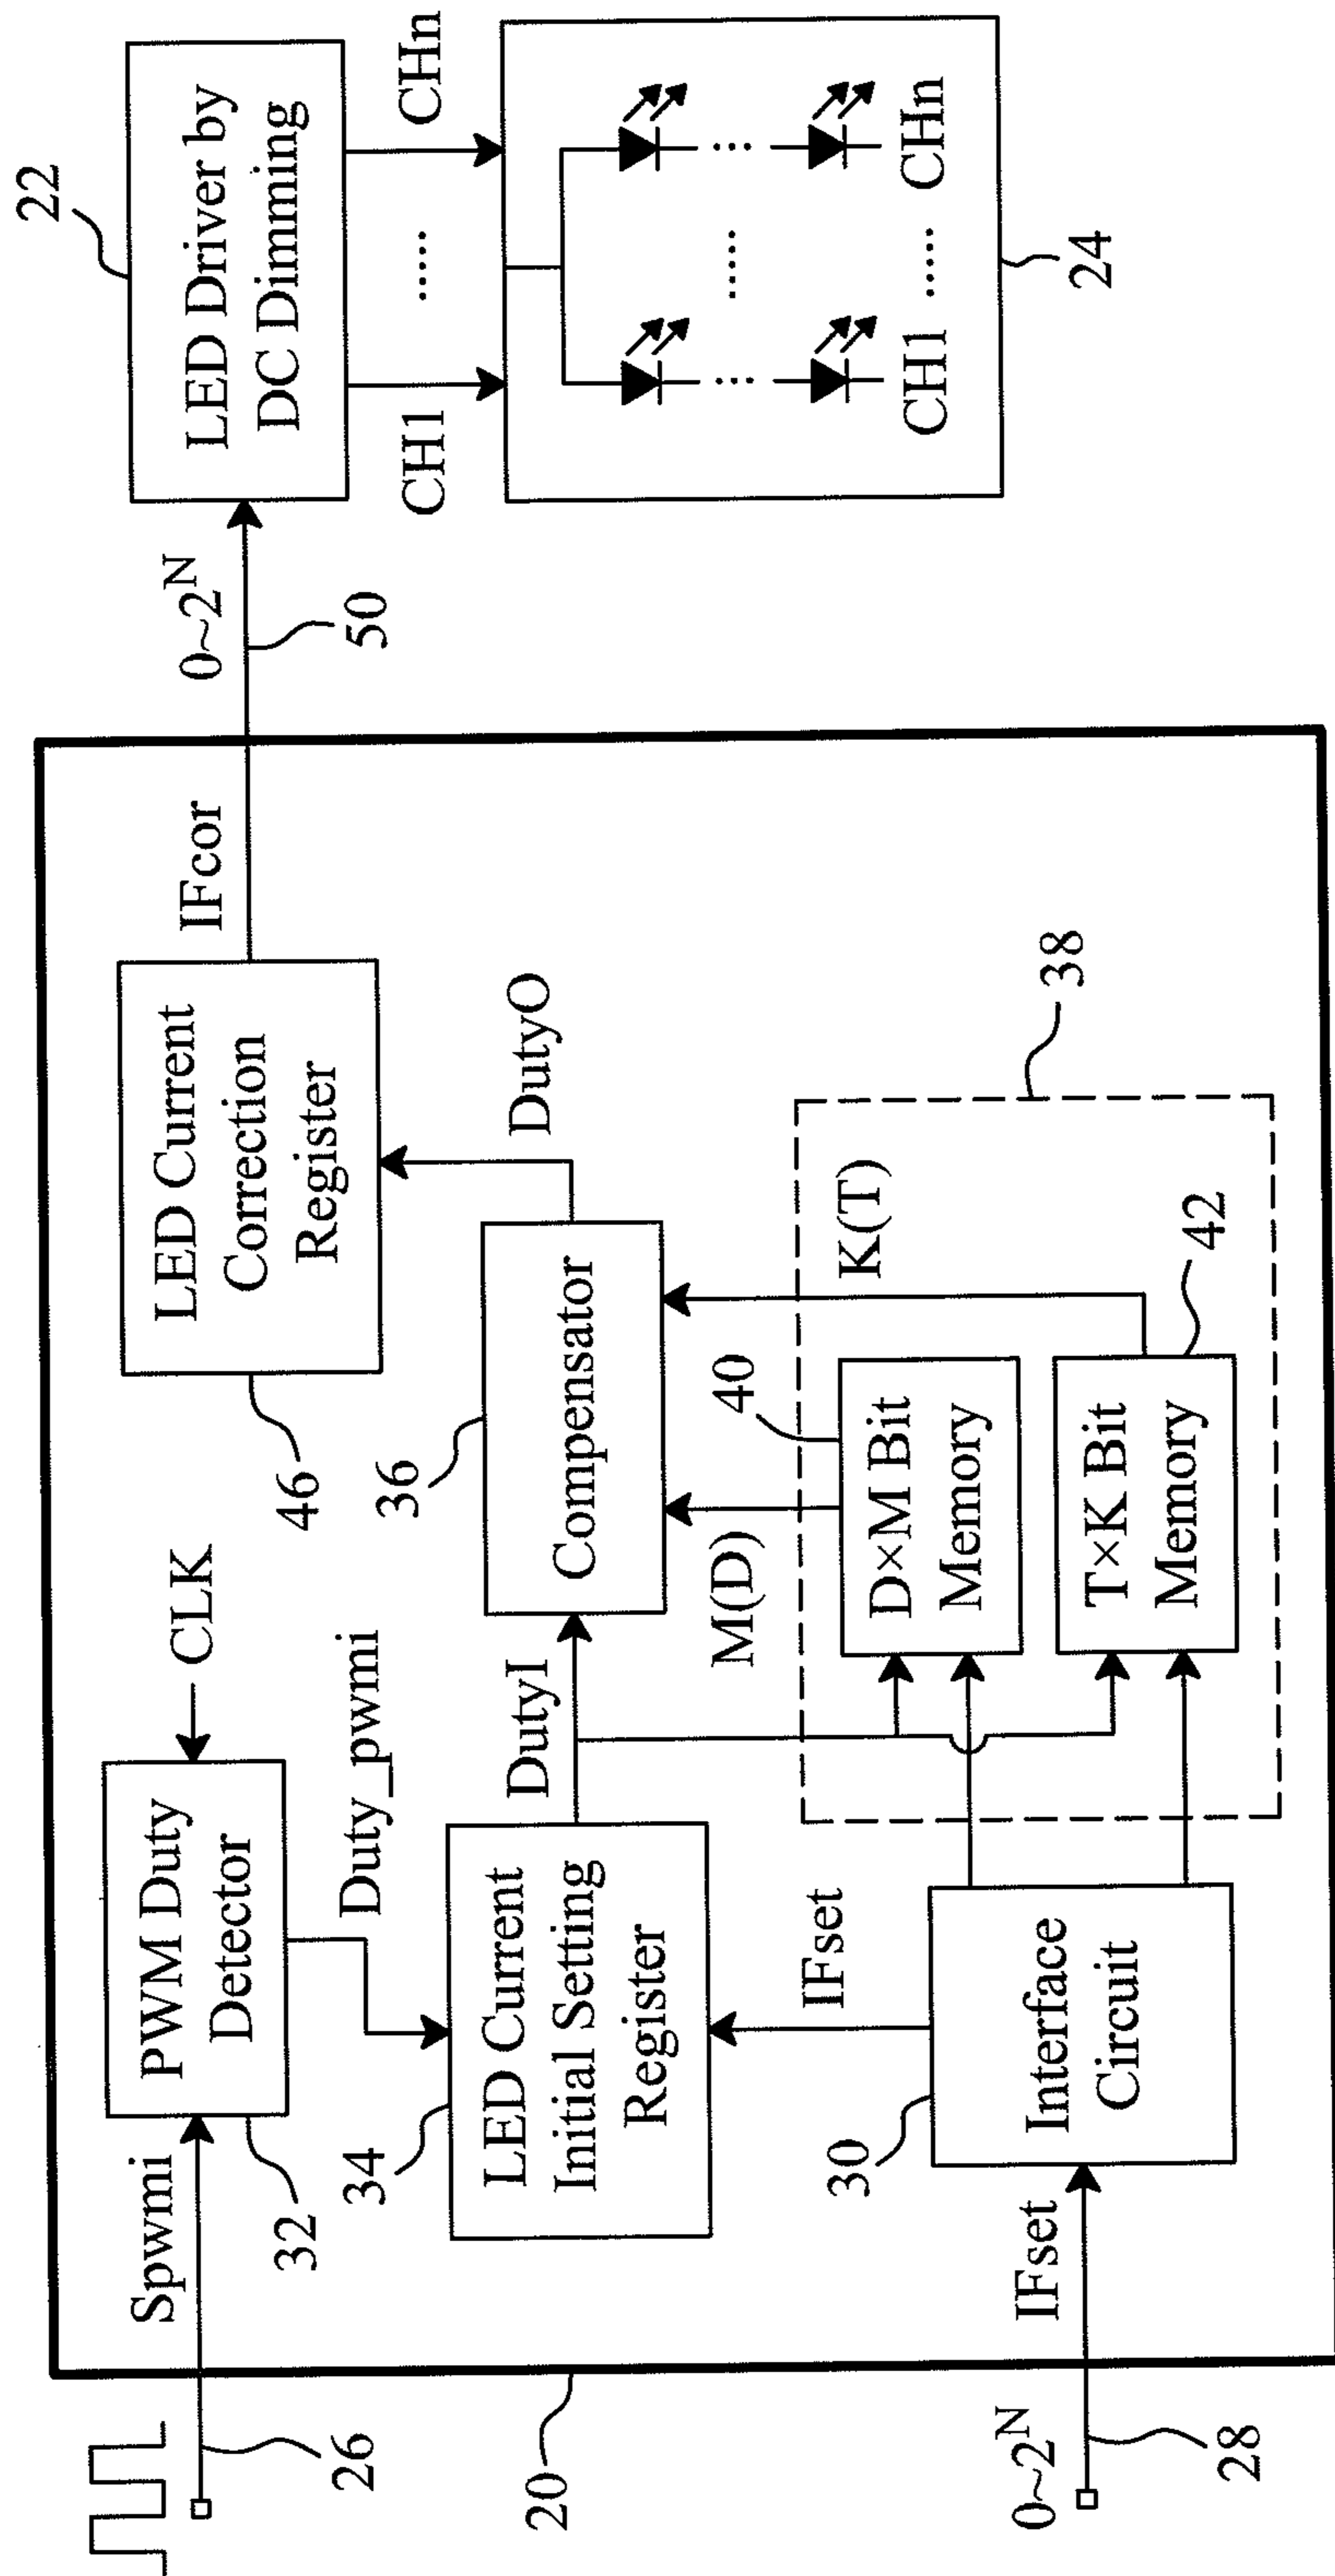 Spwmi
26
32
PWM Duty
Detector
CLK
Duty_pwmi
34
LED Current
Initial Setting
Register
DutyI
IFset
20
0~2^N
28
IFset
30
Interface
Circuit
36
Compensator
M(D)
K(T)
DutyO
38
40
D×M Bit
Memory
T×K Bit
Memory
42
LED Current
Correction
Register
46
IFcor
0~2^N
50
22
LED Driver by
DC Dimming
CH1
.....
CHn
...
...
.....
CH1
.....
CHn
24